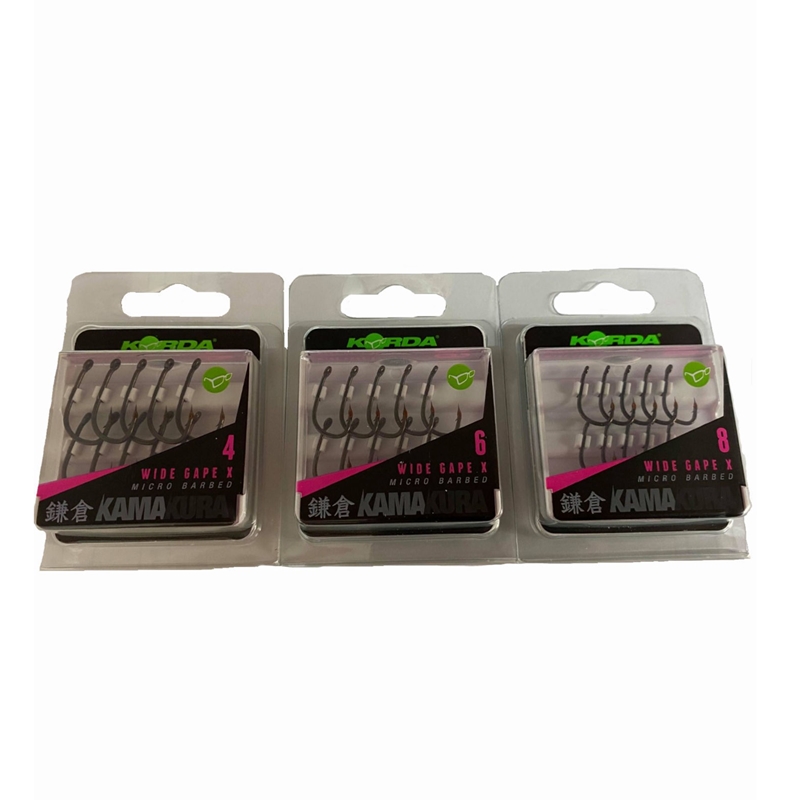 KORDA
4
WIDE GAPE X
MICRO BARBED
鎌倉 KAMAKURA
KORDA
6
WIDE GAPE X
MICRO BARBED
鎌倉 KAMAKURA
KORDA
8
WIDE GAPE X
MICRO BARBED
鎌倉 KAMAKURA